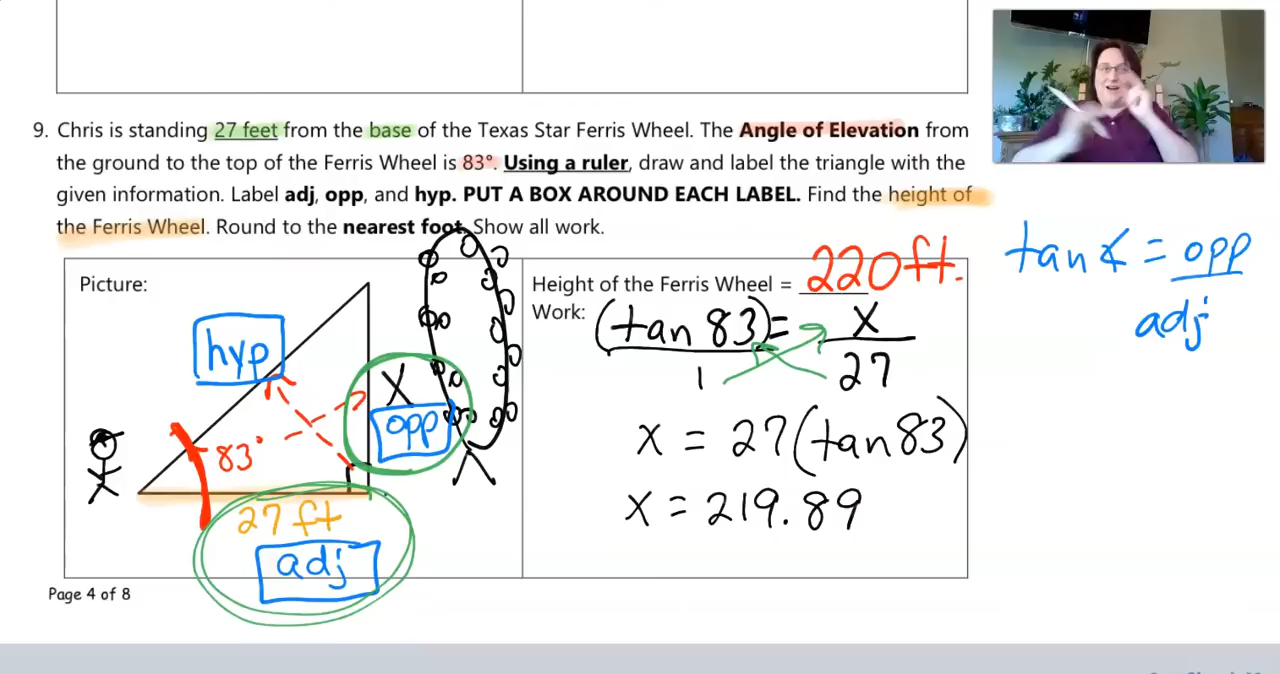 9. Chris is standing 27 feet from the base of the Texas Star Ferris Wheel. The Angle of Elevation from
the ground to the top of the Ferris Wheel is 83°. Using a ruler, draw and label the triangle with the
given information. Label adj, opp, and hyp. PUT A BOX AROUND EACH LABEL. Find the height of
the Ferris Wheel. Round to the nearest foot. Show all work.
tan ∡ = opp
adj
Picture:
hyp
X
opp
83°
27 ft
adj
Height of the Ferris Wheel = 220 ft.
Work:
(tan 83) = X
1 27
x = 27(tan 83)
x = 219.89
Page 4 of 8